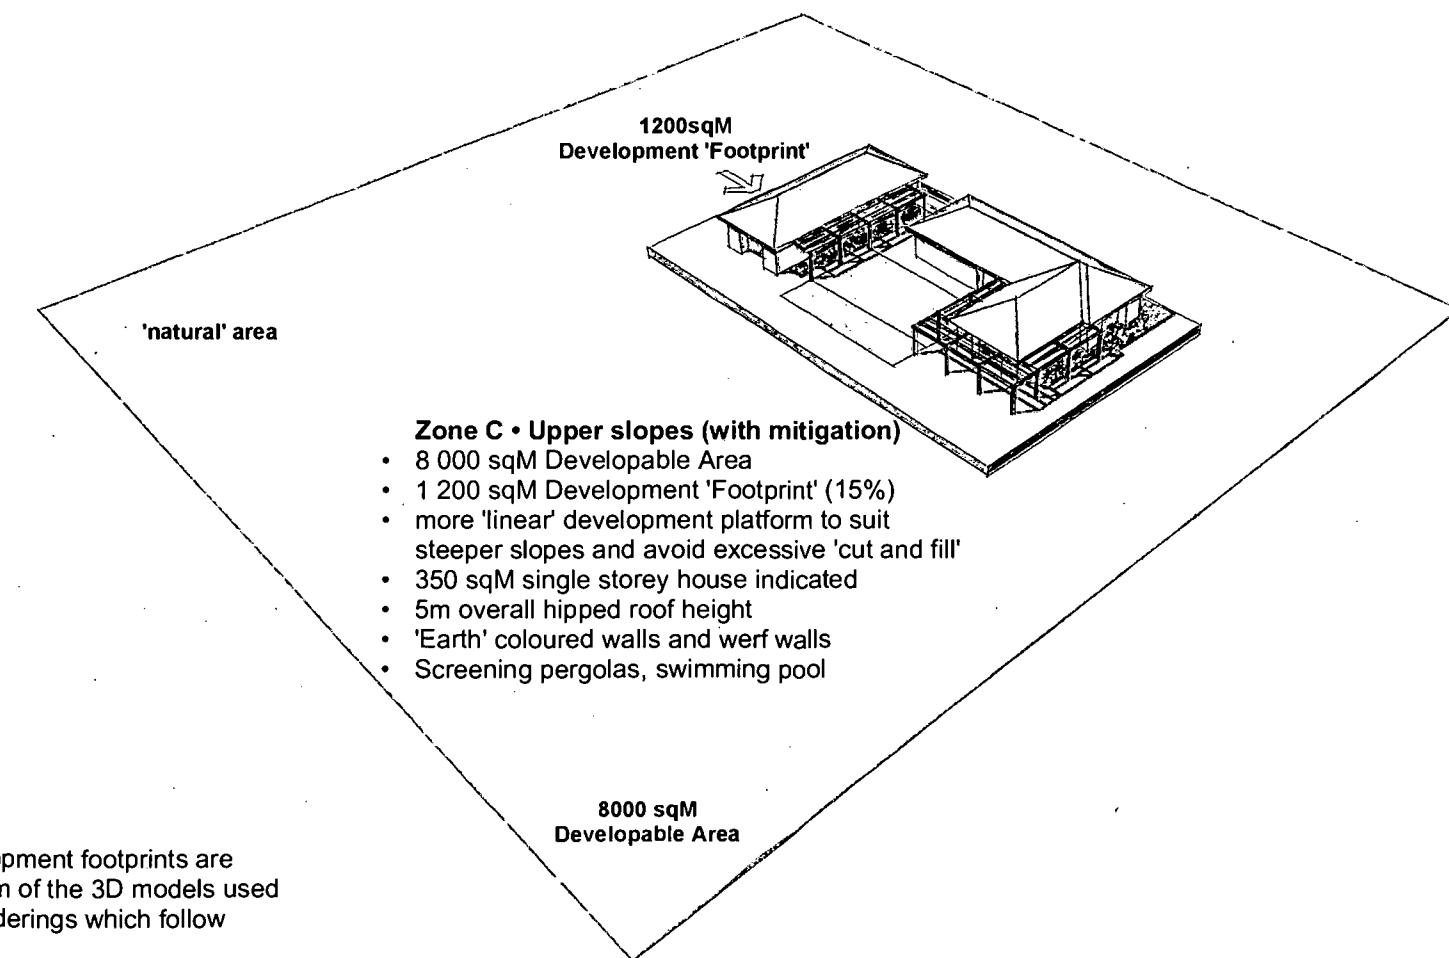 1200sqM
Development 'Footprint'
'natural' area
Zone C • Upper slopes (with mitigation)
• 8 000 sqM Developable Area
• 1 200 sqM Development 'Footprint' (15%)
• more 'linear' development platform to suit
steeper slopes and avoid excessive 'cut and fill'
• 350 sqM single storey house indicated
• 5m overall hipped roof height
• 'Earth' coloured walls and werf walls
• Screening pergolas, swimming pool
8000 sqM
Developable Area
footprints are
of the 3D models used
which follow